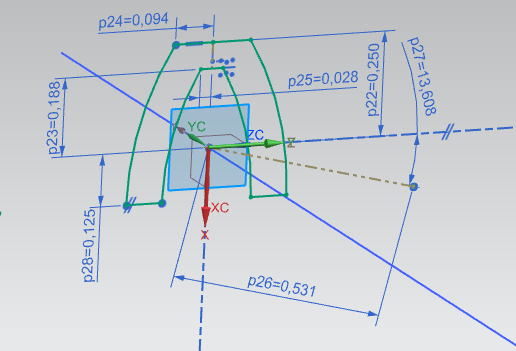 p24=0,094
p27=13,608
p22=0,250
p25=0,028
p23=0,188
YC
ZC
Z
XC
X
p28=0,125
p26=0,531